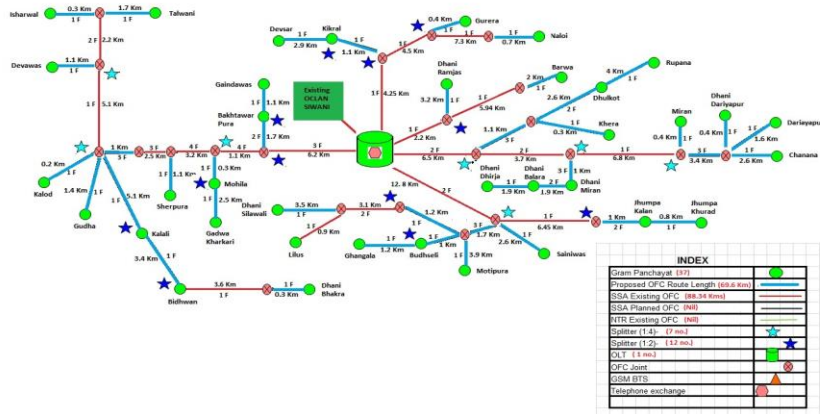 Isharwal
0.3 Km
1 F
1.7 Km
1 F
Talwani
2 F
2.2 Km
Devawas
1.1 Km
1 F
1 F
5.1 Km
Devsar
Kikral
1 F
2.9 Km
1 F
1.1 Km
0.4 Km
1 F
Gurera
1 F
4.5 Km
1 F
7.3 Km
1 F
0.7 Km
Naloi
1 F
4.25 Km
Existing
OCLAN
SIWANI
Gaindawas
1 F
1.1 Km
Bakhtawar
Pura
2 F
1.7 Km
Dhani
Ramjas
3.2 Km
1 F
1 F
2.2 Km
1 F
5.94 Km
Barwa
2 Km
1 F
Rupana
4 Km
1 F
2.6 Km
2 F
Dhulkot
1.1 Km
3 F
1 F
0.3 Km
Khera
Miran
0.4 Km
1 F
Dhani
Dariyapur
0.4 Km
1 F
1 F
1.6 Km
Dariayapur
1 F
2.6 Km
Chanana
3 F
3.4 Km
1 F
6.8 Km
2 F
3.7 Km
2 F
6.5 Km
3 F
6.2 Km
4 F
1.1 Km
4 F
3.2 Km
3 F
2.5 Km
1 Km
3 F
0.2 Km
1 F
Kalod
1.4 Km
1 F
Gudha
5.1 Km
1 F
Kalali
3.4 Km
1 F
Bidhwan
3.6 Km
1 F
1 F
0.3 Km
Dhani
Bhakra
1 F
1.1 Km
Sherpura
1 F
0.3 Km
Mohila
1 F
2.5 Km
Gadwa
Kharkari
Dhani
Dhirja
1 F
1.9 Km
Dhani
Balara
2 F
1.9 Km
3 F
1 Km
Dhani
Miran
12.8 Km
2 F
Dhani
Silawali
3.5 Km
1 F
3.1 Km
2 F
1 F
0.9 Km
Lilus
1.2 Km
Ghangala
1 F
1.2 Km
Budhseli
1 F
1 Km
3 F
1.7 Km
1 F
3.9 Km
Motipura
1 F
2.6 Km
Sainiwas
1 F
6.45 Km
1 Km
2 F
Jhumpa
Kalan
0.8 Km
1 F
Jhumpa
Khurad
INDEX
Gram Panchayat (37)
Proposed OFC Route Length (69.6 Km)
SSA Existing OFC (88.34 Kms)
SSA Planned OFC (Nil)
NTR Existing OFC (Nil)
Splitter (1:4)- (7 no.)
Splitter (1:2)- (12 no.)
OLT (1 no.)
OFC Joint
GSM BTS
Telephone exchange